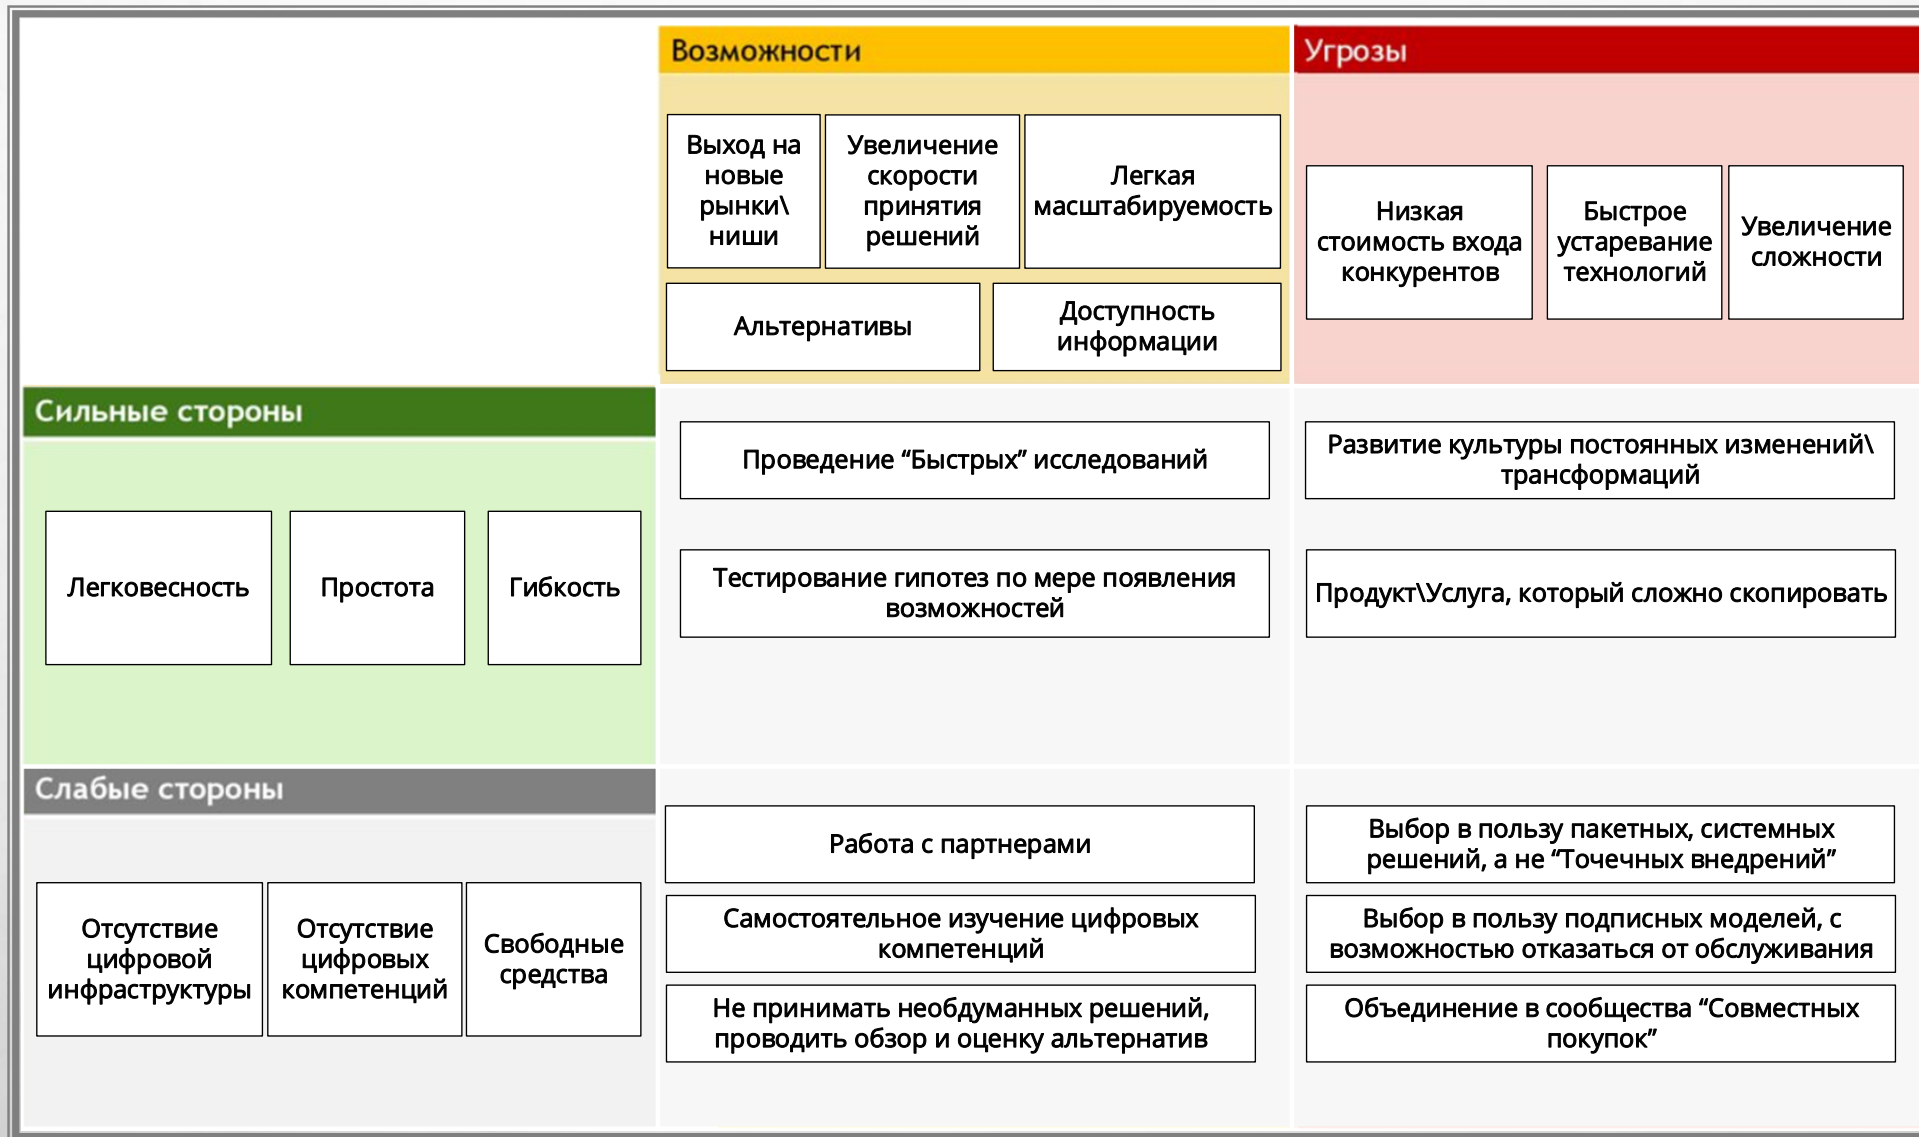 Возможности
Угрозы
Выход на
новые
рынки\
ниши
Увеличение
скорости
принятия
решений
Легкая
масштабируемость
Альтернативы
Доступность
информации
Низкая
стоимость входа
конкурентов
Быстрое
устаревание
технологий
Увеличение
сложности
Сильные стороны
Легковесность
Простота
Гибкость
Проведение “Быстрых” исследований
Тестирование гипотез по мере появления
возможностей
Развитие культуры постоянных изменений\
трансформаций
Продукт\Услуга, который сложно скопировать
Слабые стороны
Отсутствие
цифровой
инфраструктуры
Отсутствие
цифровых
компетенций
Свободные
средства
Работа с партнерами
Самостоятельное изучение цифровых
компетенций
Не принимать необдуманных решений,
проводить обзор и оценку альтернатив
Выбор в пользу пакетных, системных
решений, а не “Точечных внедрений”
Выбор в пользу подписных моделей, с
возможностью отказаться от обслуживания
Объединение в сообщества “Совместных
покупок”